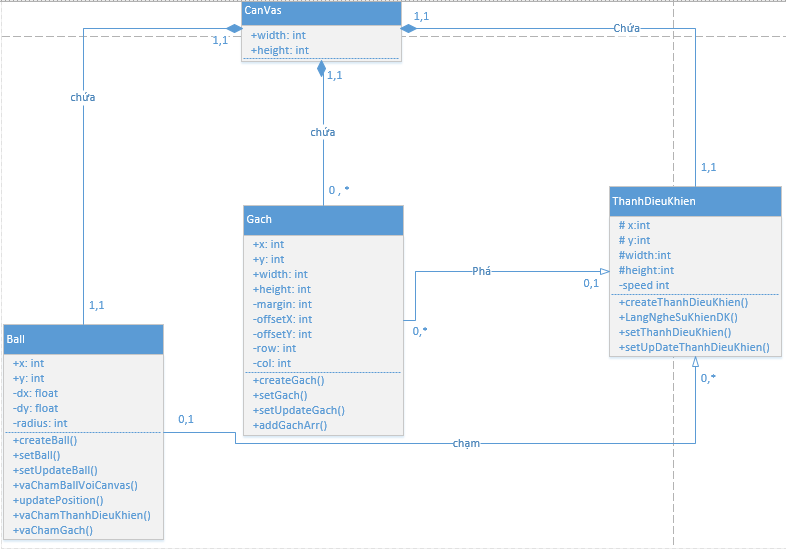 CanVas
+width: int
+height: int
1,1
1,1
1,1
chứa
chứa
Chứa
0 , *
1,1
1,1
Gach
+x: int
+y: int
+width: int
+height: int
-margin: int
-offsetX: int
-offsetY: int
-row: int
-col: int
+createGach()
+setGach()
+setUpdateGach()
+addGachArr()
ThanhDieuKhien
# x:int
# y:int
#width:int
#height:int
-speed int
+createThanhDieuKhien()
+LangNgheSuKhienDK()
+setThanhDieuKhien()
+setUpDateThanhDieuKhien()
Phá
0,1
0,*
Ball
+x: int
+y: int
-dx: float
-dy: float
-radius: int
+createBall()
+setBall()
+setUpdateBall()
+vaChamBallVoiCanvas()
+updatePosition()
+vaChamThanhDieuKhien()
+vaChamGach()
0,1
chạm
0,*